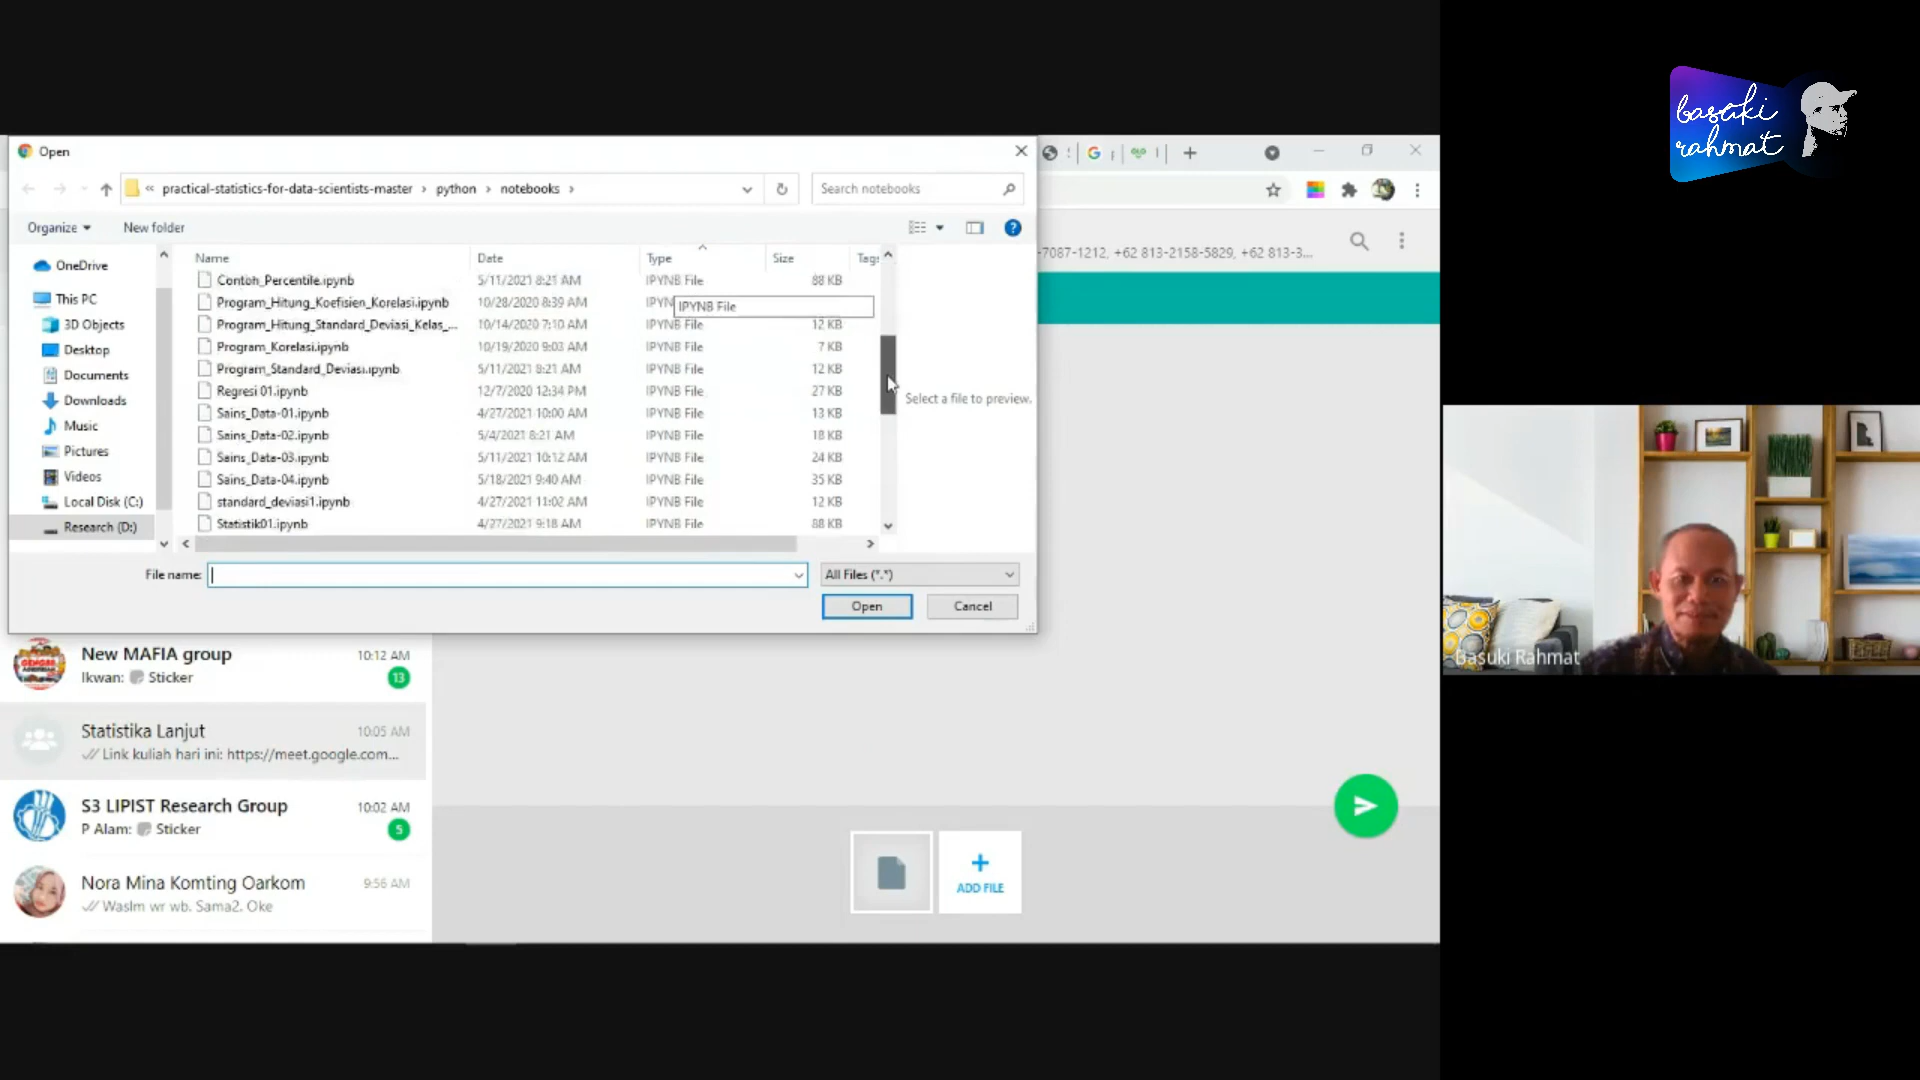 basuki
rahmat
Open
« practical-statistics-for-data-scientists-master › python › notebooks ›
Search notebooks
Organize
New folder
Name Date Type Size Tags
Contoh_Percentile.ipynb 5/11/2021 8:21 AM IPYNB File 88 KB
Program_Hitung_Koefisien_Korelasi.ipynb 10/28/2020 8:39 AM IPYN
IPYNB File
Program_Hitung_Standard_Deviasi_Kelas_... 10/14/2020 7:10 AM IPYNB File 12 KB
Program_Korelasi.ipynb 10/19/2020 9:03 AM IPYNB File 7 KB
Program_Standard_Deviasi.ipynb 5/11/2021 8:21 AM IPYNB File 12 KB
Regresi 01.ipynb 12/7/2020 12:34 PM IPYNB File 27 KB
Sains_Data-01.ipynb 4/27/2021 10:00 AM IPYNB File 13 KB
Sains_Data-02.ipynb 5/4/2021 8:21 AM IPYNB File 18 KB
Sains_Data-03.ipynb 5/11/2021 10:12 AM IPYNB File 24 KB
Sains_Data-04.ipynb 5/18/2021 9:40 AM IPYNB File 35 KB
standard_deviasi1.ipynb 4/27/2021 11:02 AM IPYNB File 12 KB
Statistik01.ipynb 4/27/2021 9:18 AM IPYNB File 88 KB
OneDrive
This PC
3D Objects
Desktop
Documents
Downloads
Music
Pictures
Videos
Local Disk (C:)
Research (D:)
Select a file to preview.
File name:
All Files (*.*)
Open
Cancel
-7087-1212, +62 813-2158-5829, +62 813-3...
New MAFIA group 10:12 AM
Ikwan: Sticker 13
Statistika Lanjut 10:05 AM
Link kuliah hari ini: https://meet.google.com...
S3 LIPIST Research Group 10:02 AM
P Alam: Sticker 5
Nora Mina Komting Oarkom 9:56 AM
Waslm wr wb. Sama2. Oke
ADD FILE
Basuki Rahmat